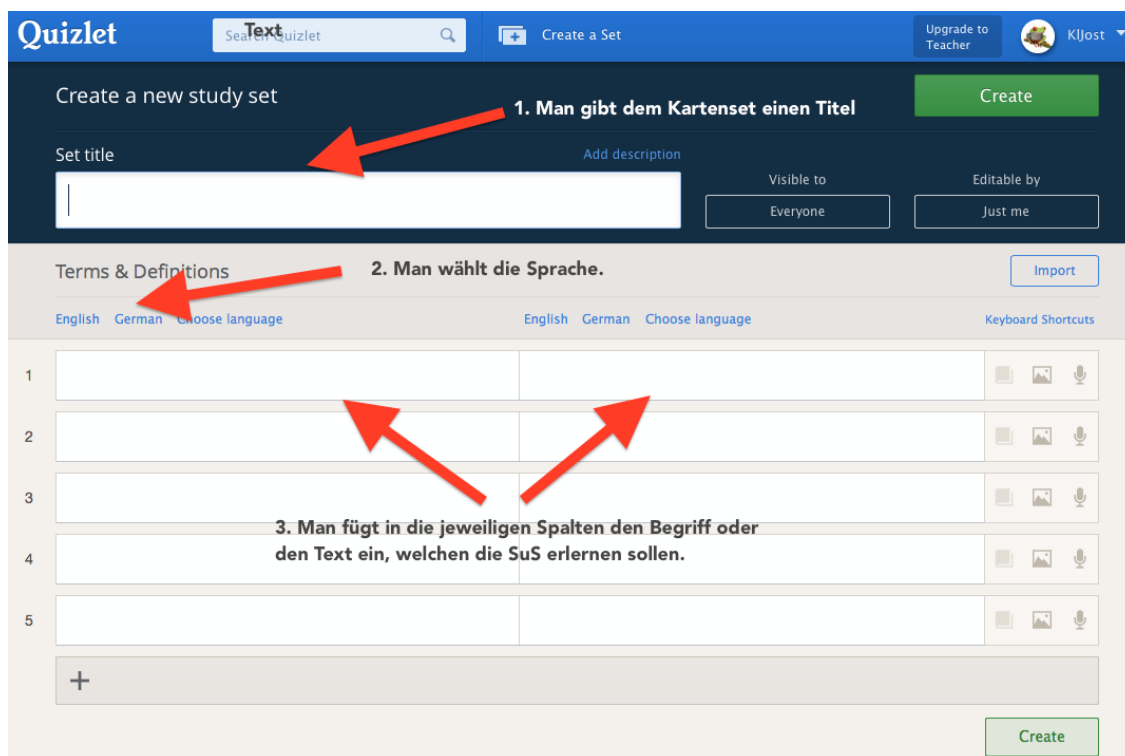 Quizlet
Search Quizlet
Text
Create a Set
Upgrade to
Teacher
KlJost
Create a new study set
1. Man gibt dem Kartenset einen Titel
Create
Set title
Add description
Visible to
Editable by
Everyone
Just me
Terms & Definitions
2. Man wählt die Sprache.
Import
English German Choose language
English German Choose language
Keyboard Shortcuts
1
2
3
3. Man fügt in die jeweiligen Spalten den Begriff oder
den Text ein, welchen die SuS erlernen sollen.
4
5
+
Create